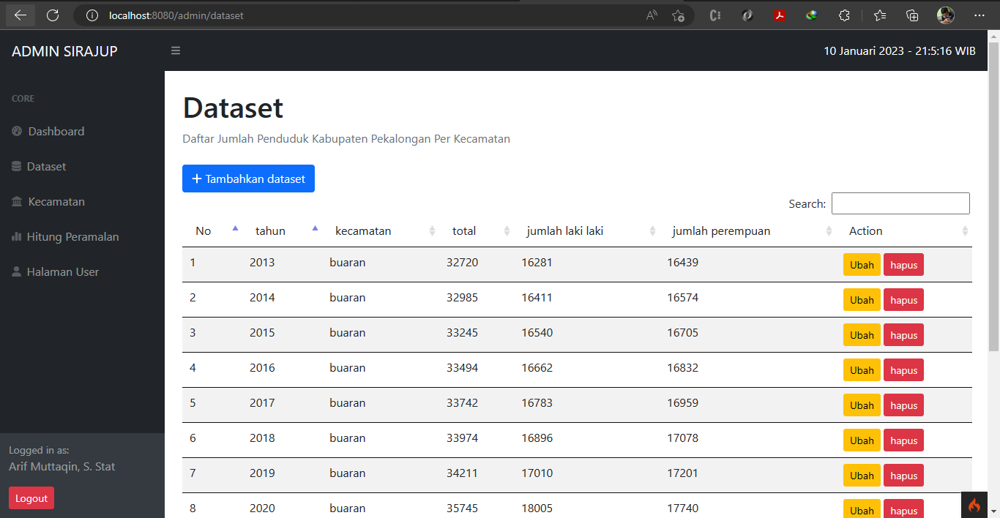 localhost:8080/admin/dataset
ADMIN SIRAJUP
10 Januari 2023 - 21:5:16 WIB
CORE
Dashboard
Dataset
Kecamatan
Hitung Peramalan
Halaman User
Logged in as:
Arif Muttaqin, S. Stat
Logout
Dataset
Daftar Jumlah Penduduk Kabupaten Pekalongan Per Kecamatan
+ Tambahkan dataset
Search:
No tahun kecamatan total jumlah laki laki jumlah perempuan Action
1 2013 buaran 32720 16281 16439 Ubah hapus
2 2014 buaran 32985 16411 16574 Ubah hapus
3 2015 buaran 33245 16540 16705 Ubah hapus
4 2016 buaran 33494 16662 16832 Ubah hapus
5 2017 buaran 33742 16783 16959 Ubah hapus
6 2018 buaran 33974 16896 17078 Ubah hapus
7 2019 buaran 34211 17010 17201 Ubah hapus
8 2020 buaran 35745 18005 17740 Ubah hapus